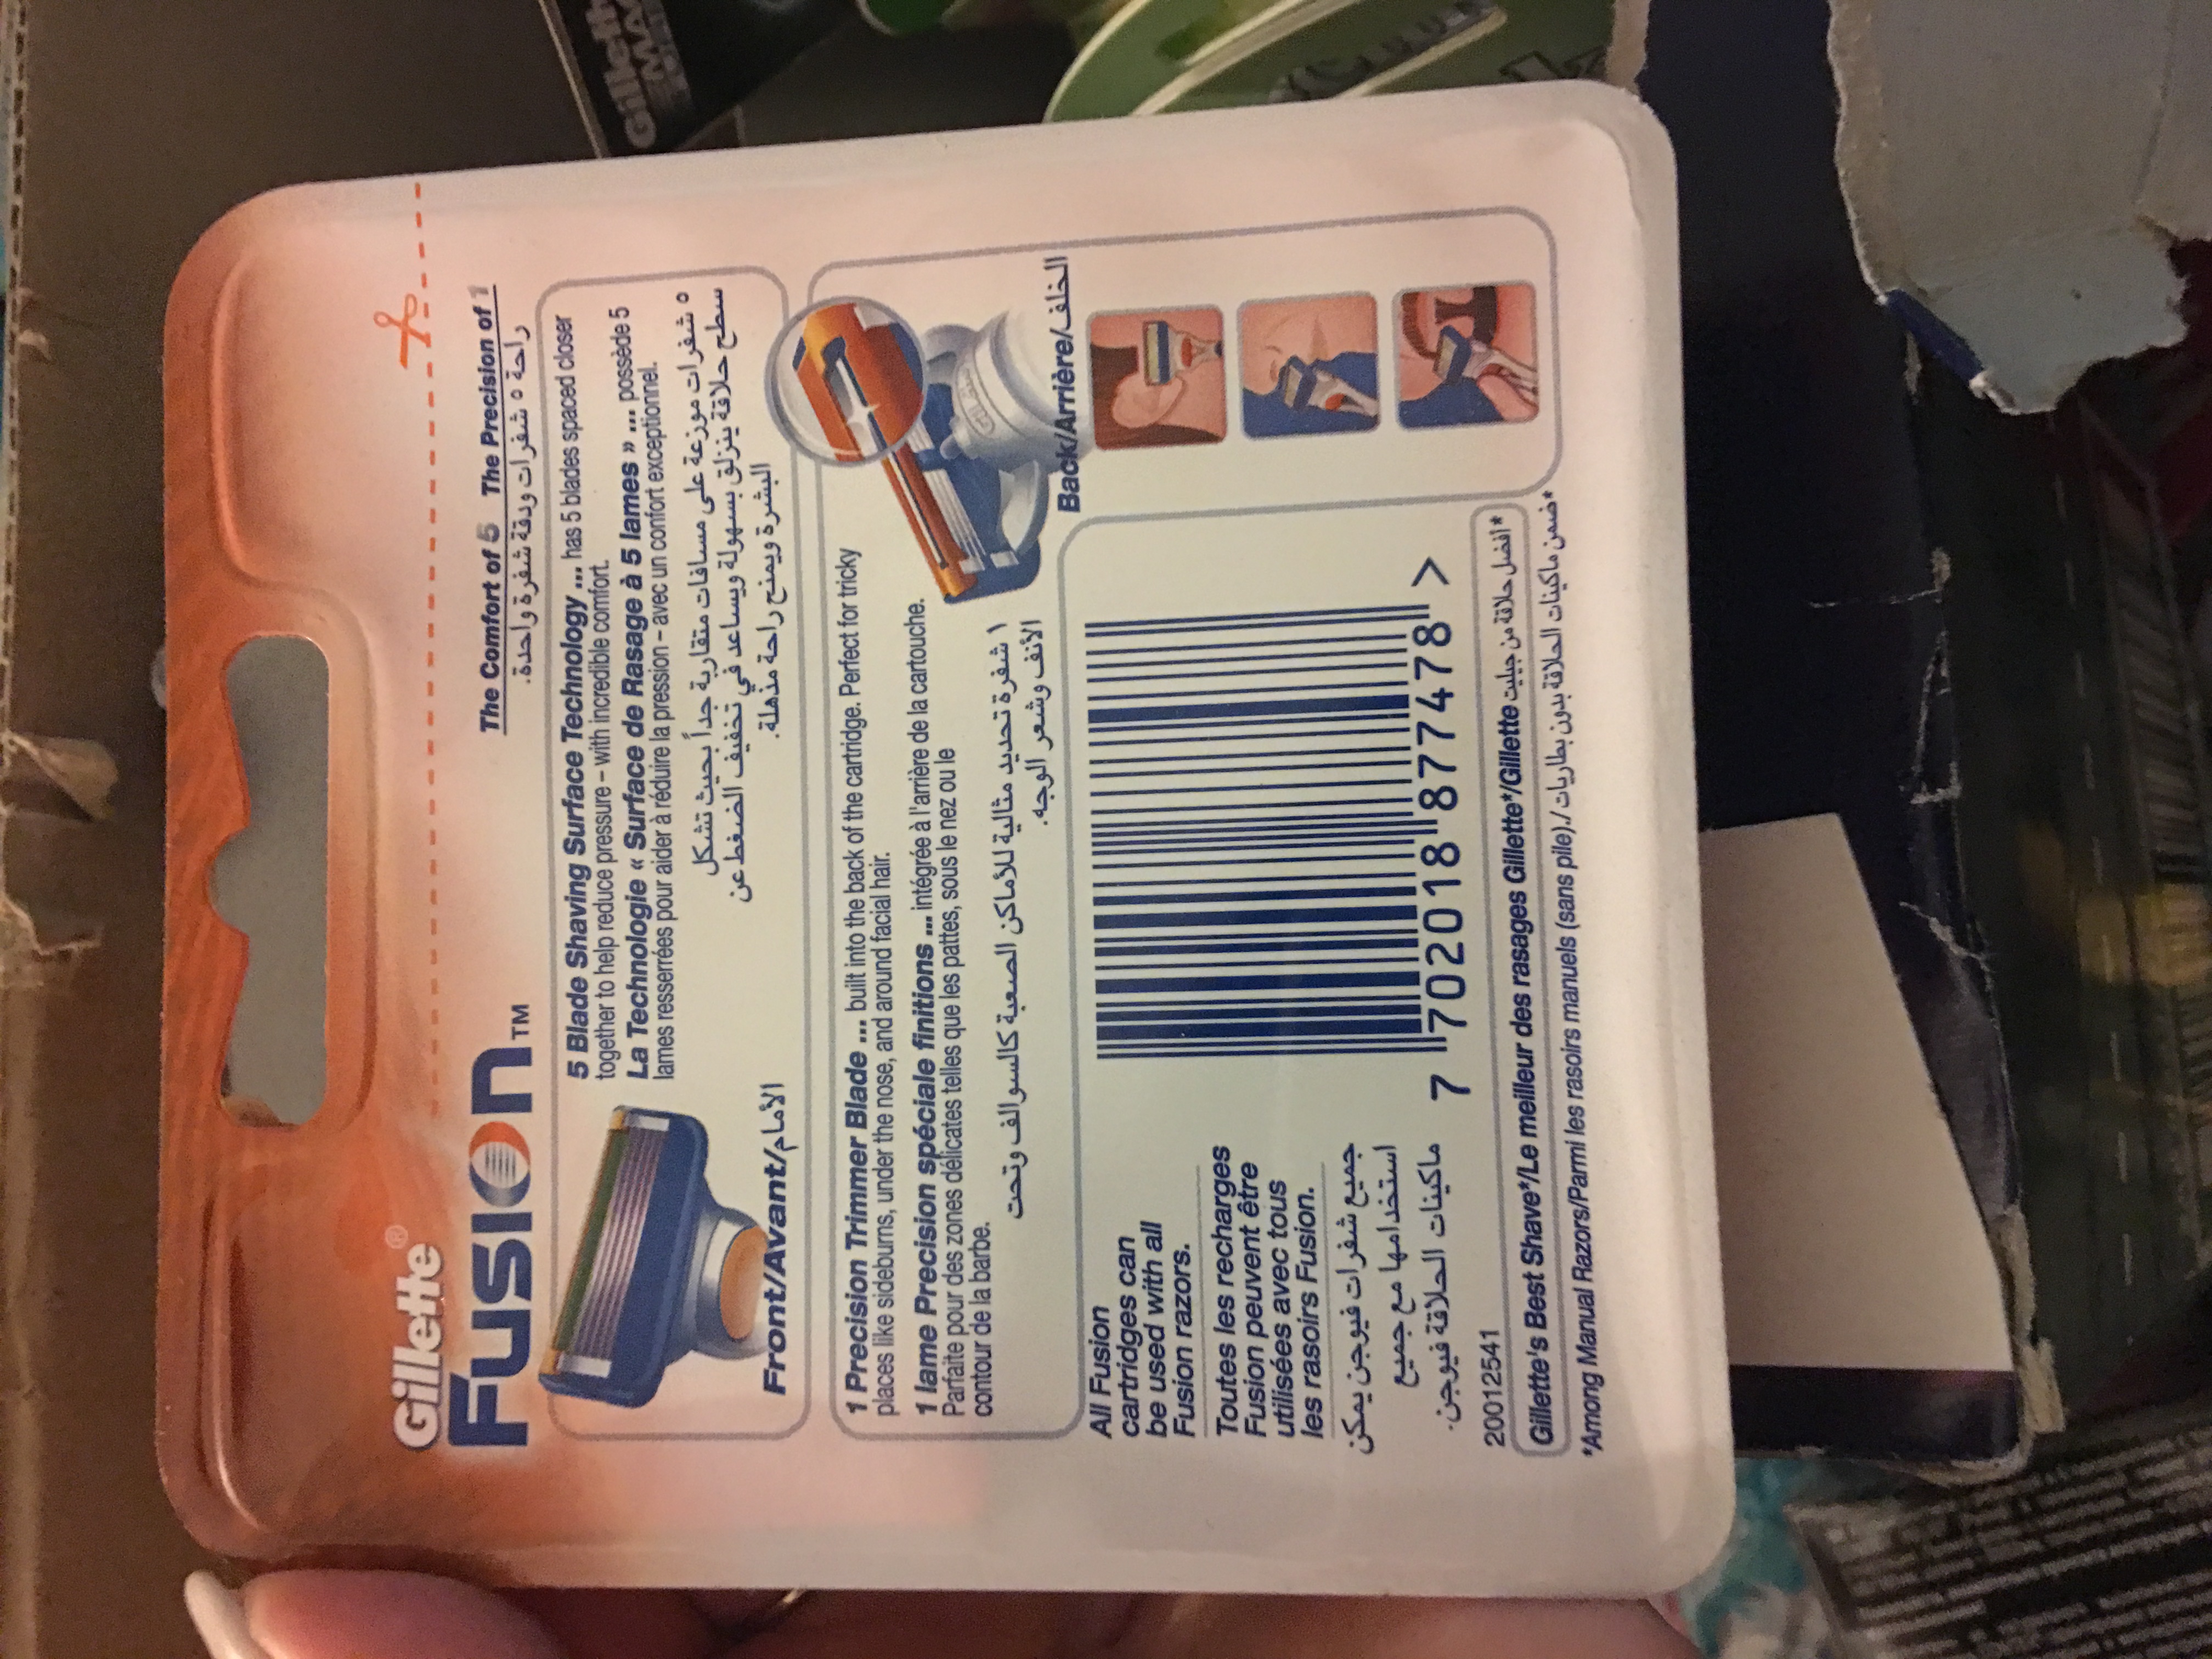 Gillette®
FUSION™
The Comfort of 5 The Precision of 1
راحة ٥ شفرات ودقة شفرة واحدة.
5 Blade Shaving Surface Technology ... has 5 blades spaced closer
together to help reduce pressure – with incredible comfort.
La Technologie « Surface de Rasage à 5 lames » ... possède 5
lames resserrées pour aider à réduire la pression – avec un confort exceptionnel.
٥ شفرات موزعة على مسافات متقاربة جداً بحيث تشكل
سطح حلاقة ينزلق بسهولة ويساعد في تخفيف الضغط عن
البشرة ويمنح راحة مذهلة.
Front/Avant/الأمام
1 Precision Trimmer Blade ... built into the back of the cartridge. Perfect for tricky
places like sideburns, under the nose, and around facial hair.
1 lame Precision spéciale finitions ... intégrée à l'arrière de la cartouche.
Parfaite pour des zones délicates telles que les pattes, sous le nez ou le
contour de la barbe.
١ شفرة تحديد مثالية للأماكن الصعبة كالسوالف وتحت
الأنف وشعر الوجه.
Back/Arrière/الخلف
All Fusion
cartridges can
be used with all
Fusion razors.
Toutes les recharges
Fusion peuvent être
utilisées avec tous
les rasoirs Fusion.
جميع شفرات فيوجن يمكن
استخدامها مع جميع
ماكينات الحلاقة فيوجن.
7 702018 877478 >
20012541
Gillette's Best Shave*/Le meilleur des rasages Gillette*/Gillette افضل حلاقة من جيليت*
*Among Manual Razors/Parmi les rasoirs manuels (sans pile)./ ضمن ماكينات الحلاقة بدون بطاريات*
Gillette